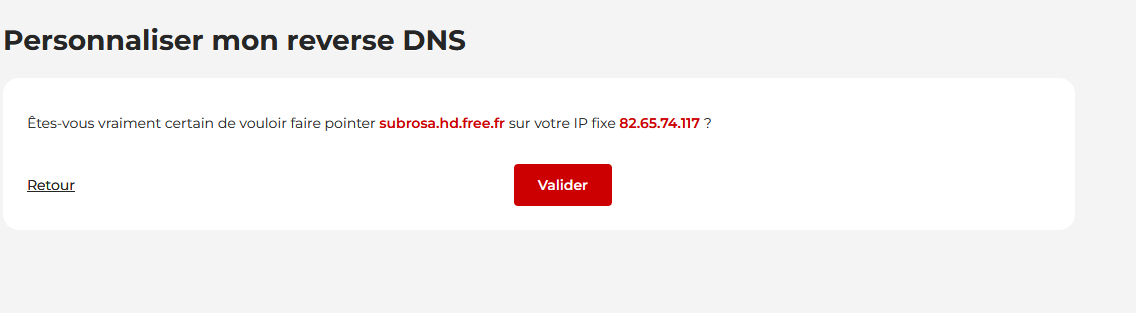 Personnaliser mon reverse DNS
Êtes-vous vraiment certain de vouloir faire pointer subrosa.hd.free.fr sur votre IP fixe 82.65.74.117 ?
Retour
Valider